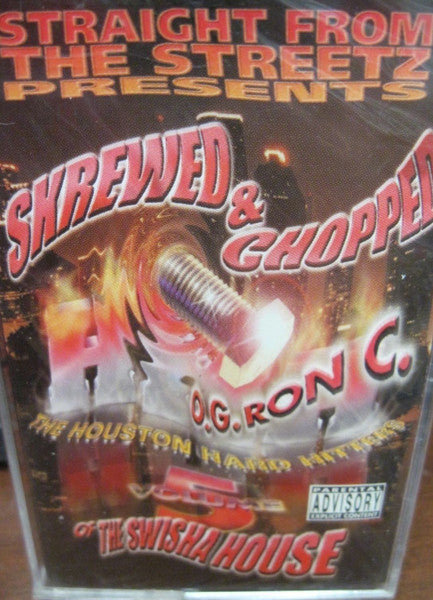 STRAIGHT FROM
THE STREETZ
PRESENTS
SKREWED
&
CHOPPED
O.G. RON C.
THE HOUSTON HARD HITTERS
5
VOLUME
OF THE SWISHA HOUSE
PARENTAL
ADVISORY
EXPLICIT CONTENT